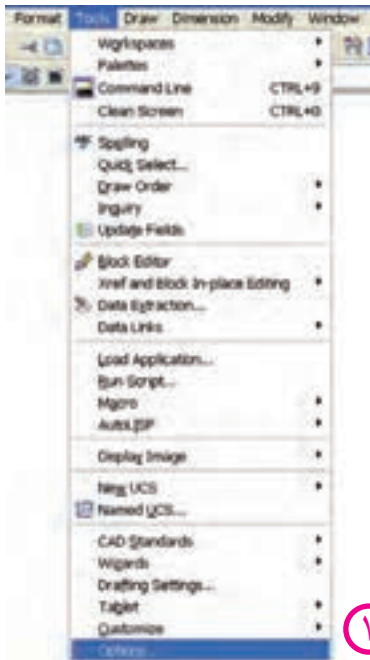 Format Tools Draw Dimension Modify Window
Workspaces
Palettes
Command Line CTRL+9
Clean Screen CTRL+0
Spelling
Quick Select...
Draw Order
Inquiry
Update Fields
Block Editor
Xref and Block In-place Editing
Data Extraction...
Data Links
Load Application...
Run Script...
Macro
AutoLISP
Display Image
New UCS
Named UCS...
CAD Standards
Wizards
Drafting Settings...
Tablet
Customize
Options...
۱